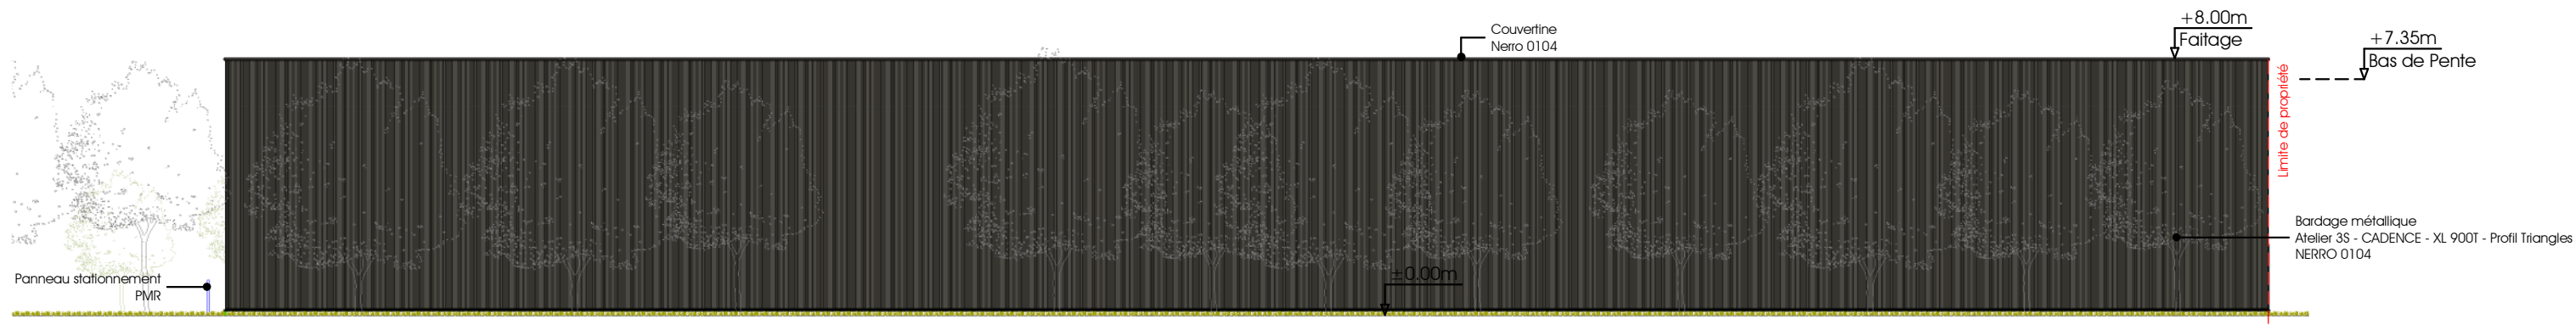 Couvertine
Nerro 0104
+8.00m
Faitage
+7.35m
Bas de Pente
Limite de propriété
Bardage métallique
Atelier 3S - CADENCE - XL 900T - Profil Triangles
NERRO 0104
Panneau stationnement
PMR
±0.00m